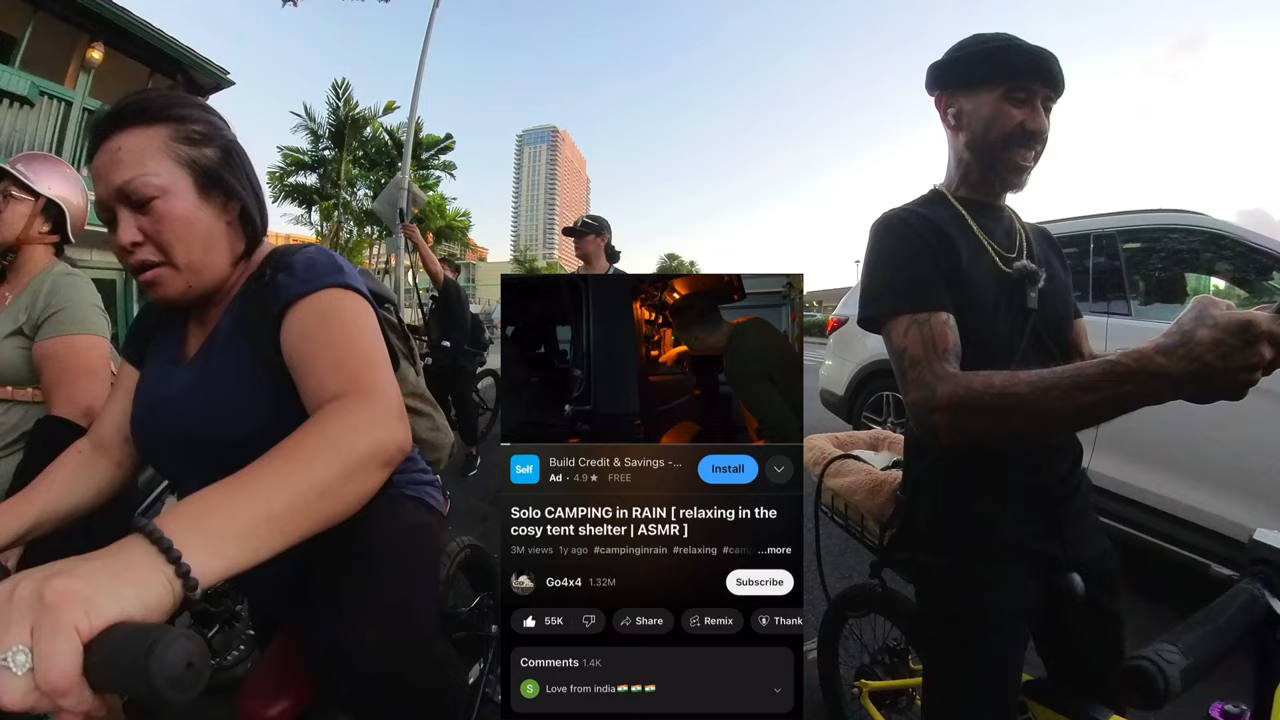 Self
Build Credit & Savings -...
Ad · 4.9★ FREE
Install
Solo CAMPING in RAIN [ relaxing in the
cosy tent shelter | ASMR ]
3M views 1y ago #campinginrain #relaxing #cam ...more
Go4x4 1.32M
Subscribe
55K
Share
Remix
Thank
Comments 1.4K
S
Love from india🇮🇳🇮🇳🇮🇳